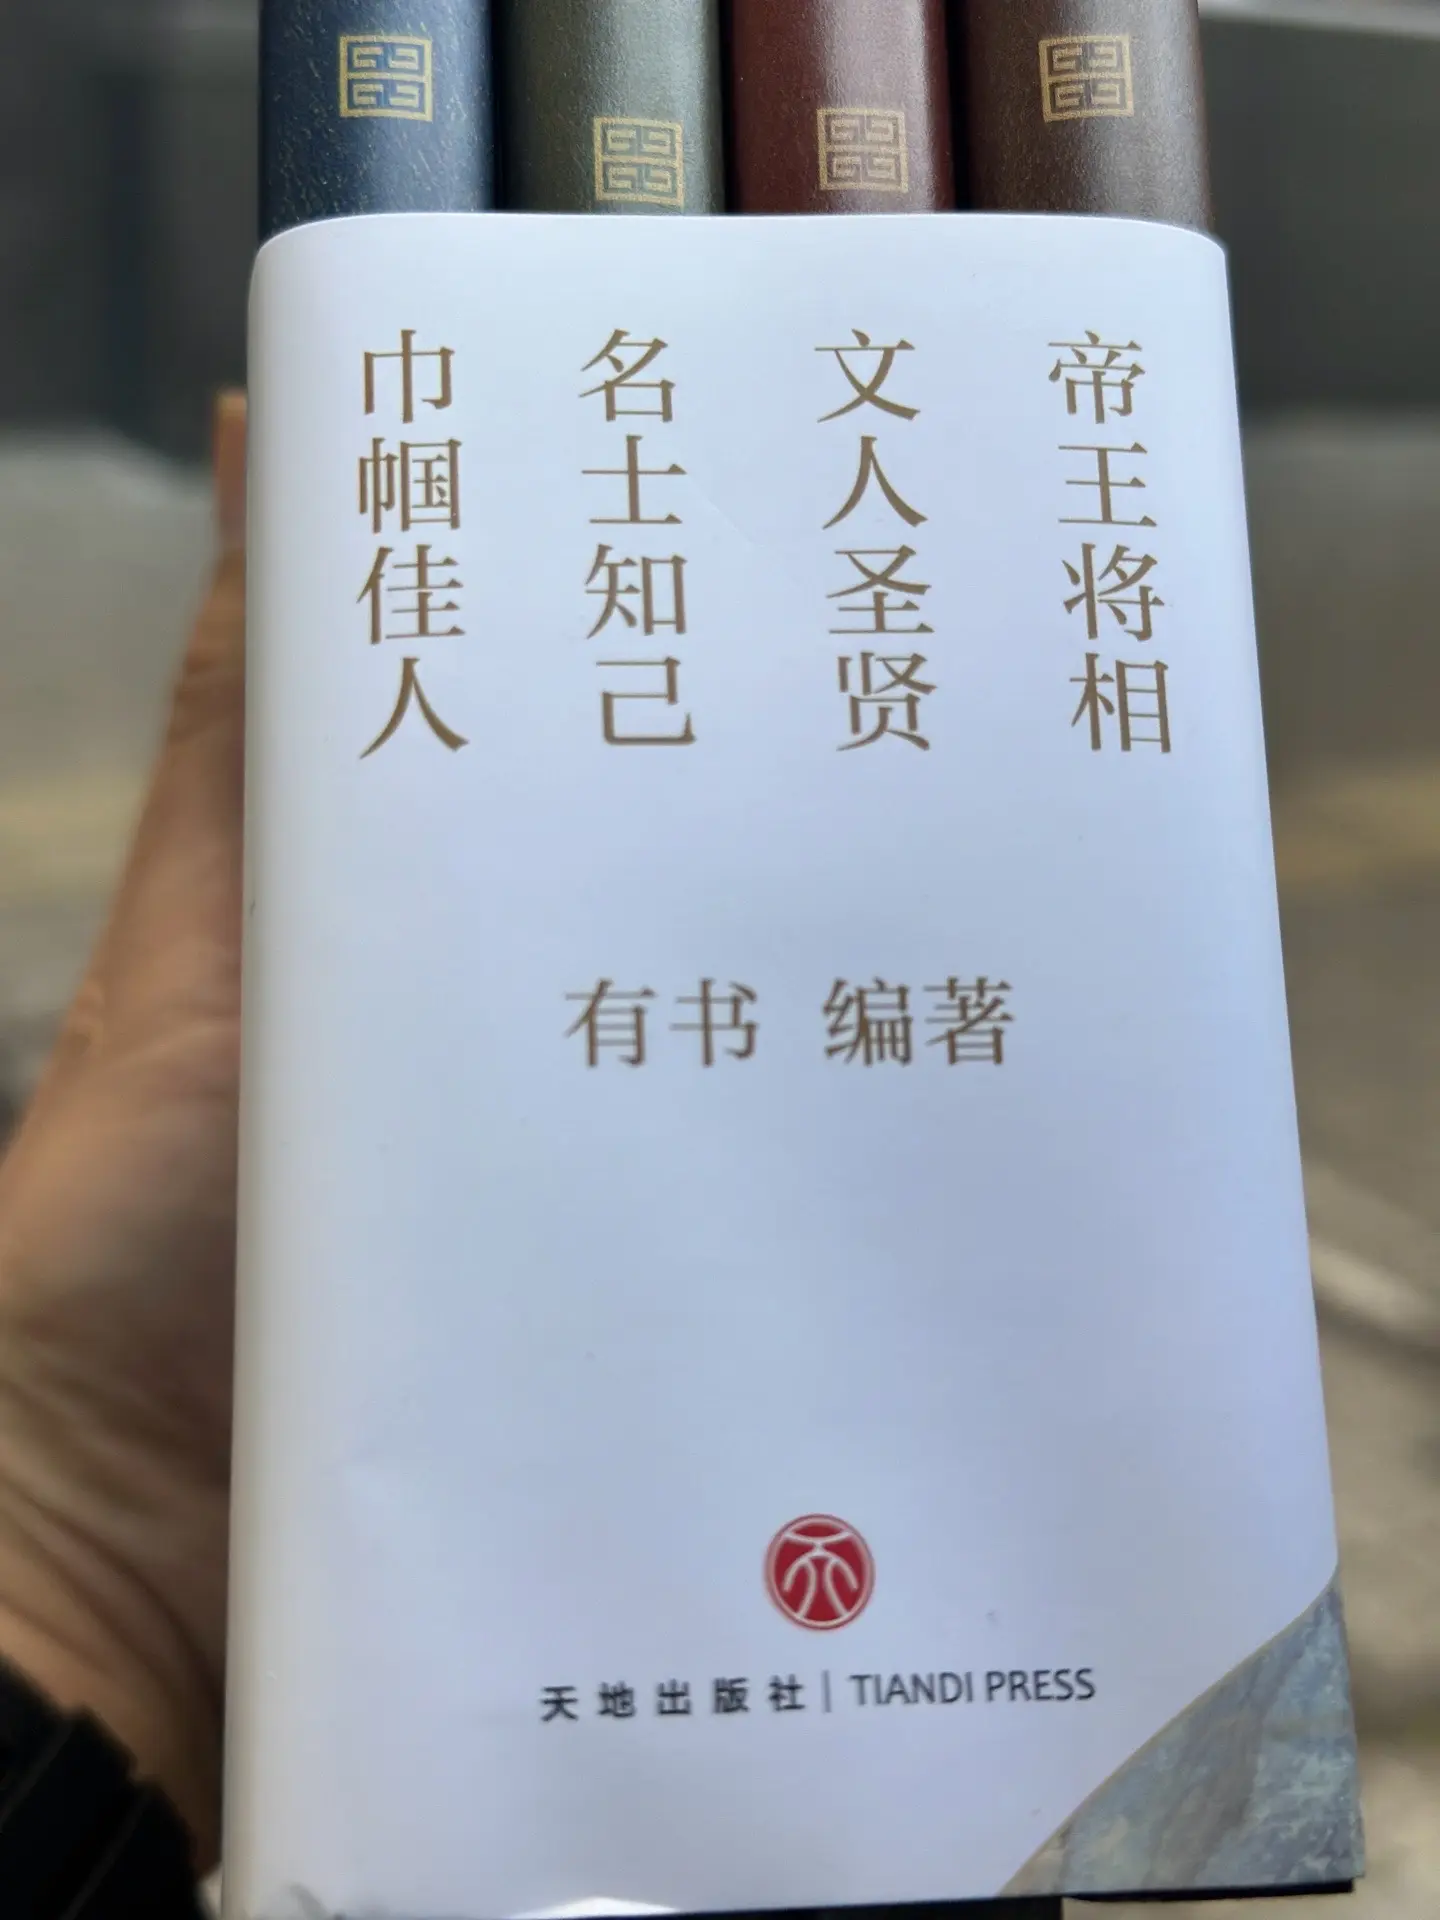 帝王将相
文人圣贤
名士知己
巾帼佳人
有书 编著
天地出版社 | TIANDI PRESS